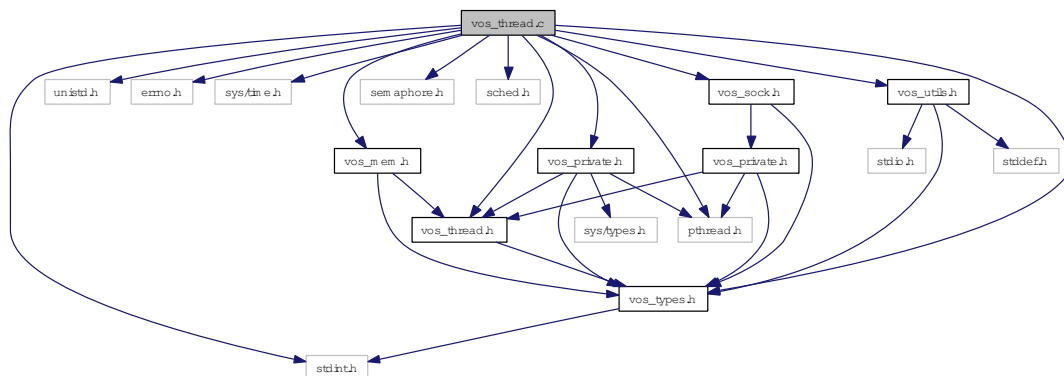 vos_thread.c
unistd.h
errno.h
sys/time.h
semaphore.h
sched.h
vos_sock.h
vos_utils.h
vos_mem.h
vos_private.h
vos_private.h
stdio.h
stddef.h
vos_thread.h
sys/types.h
pthread.h
vos_types.h
stdint.h